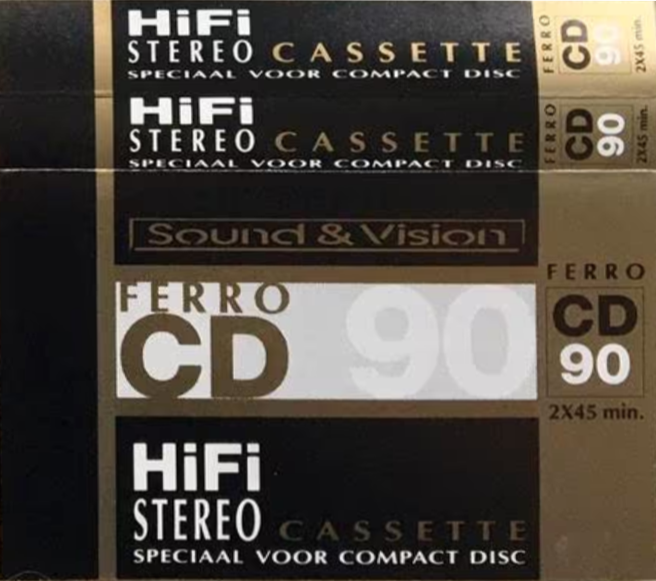 HiFi
STEREO CASSETTE
SPECIAAL VOOR COMPACT DISC
FERRO
CD
90
2X45 min.
HiFi
STEREO CASSETTE
SPECIAAL VOOR COMPACT DISC
FERRO
CD
90
2X45 min.
Sound & Vision
FERRO
CD 90
FERRO
CD
90
2X45 min.
HiFi
STEREO CASSETTE
SPECIAAL VOOR COMPACT DISC